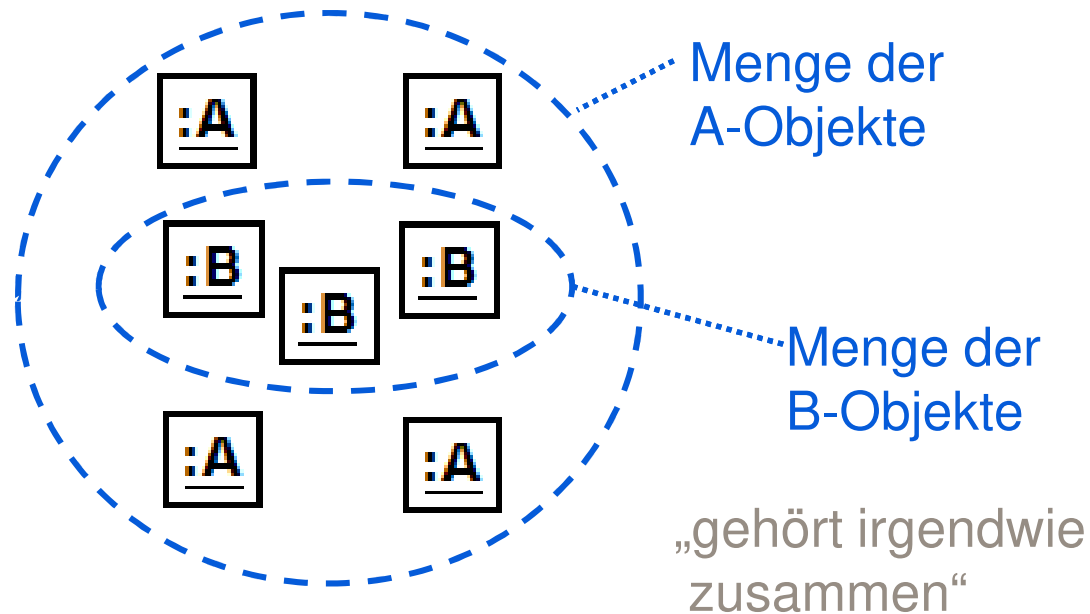 :A :A
Menge der
A-Objekte
:B :B
:B
Menge der
B-Objekte
:A :A
„gehört irgendwie
zusammen“